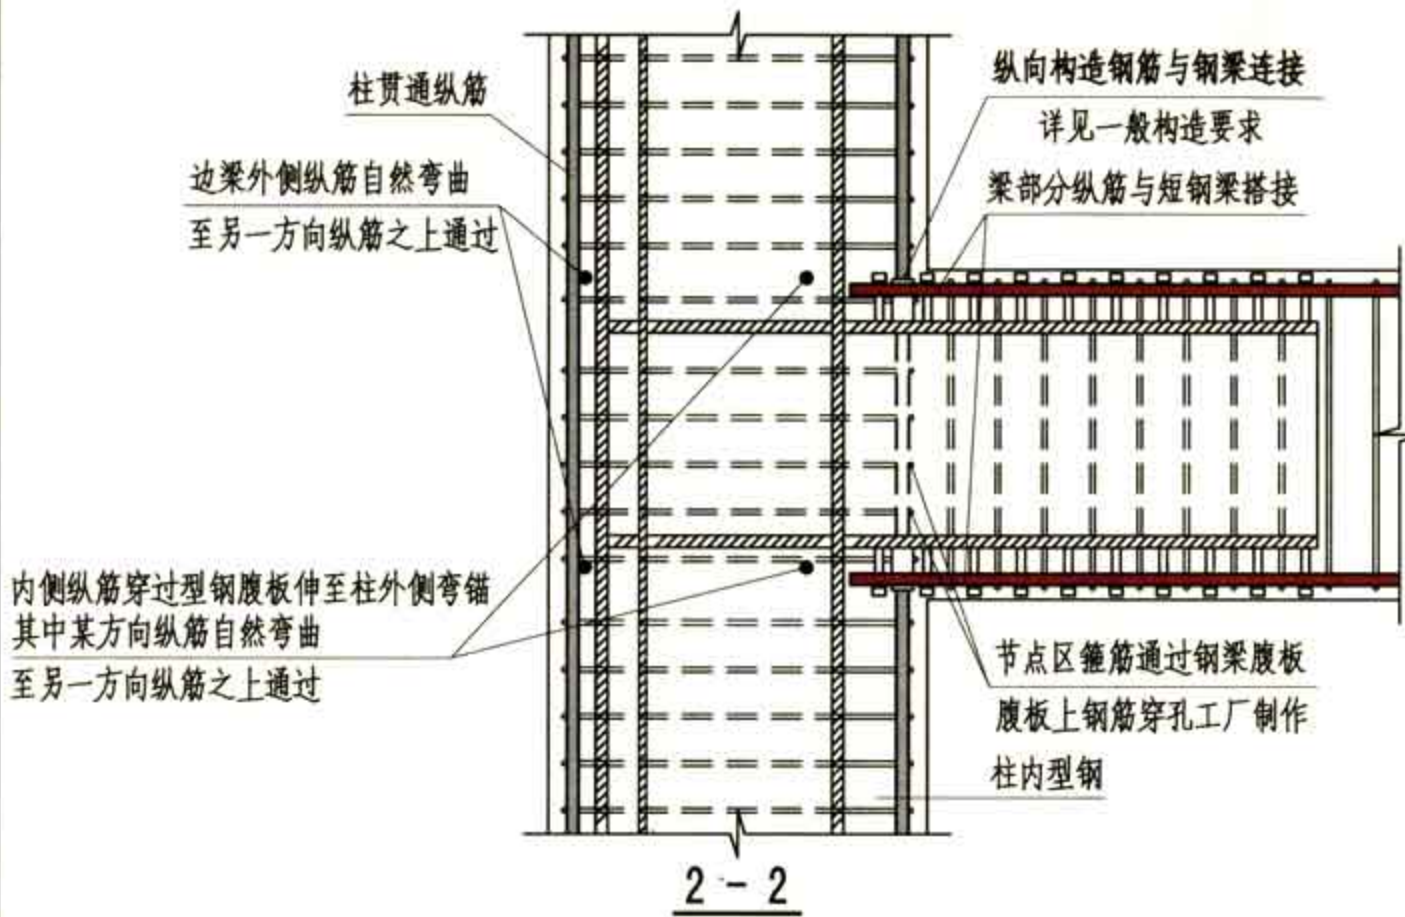 柱贯通纵筋
边梁外侧纵筋自然弯曲
至另一方向纵筋之上通过
内侧纵筋穿过型钢腹板伸至柱外侧弯锚
其中某方向纵筋自然弯曲
至另一方向纵筋之上通过
纵向构造钢筋与钢梁连接
详见一般构造要求
梁部分纵筋与短钢梁搭接
节点区箍筋通过钢梁腹板
腹板上钢筋穿孔工厂制作
柱内型钢
2-2